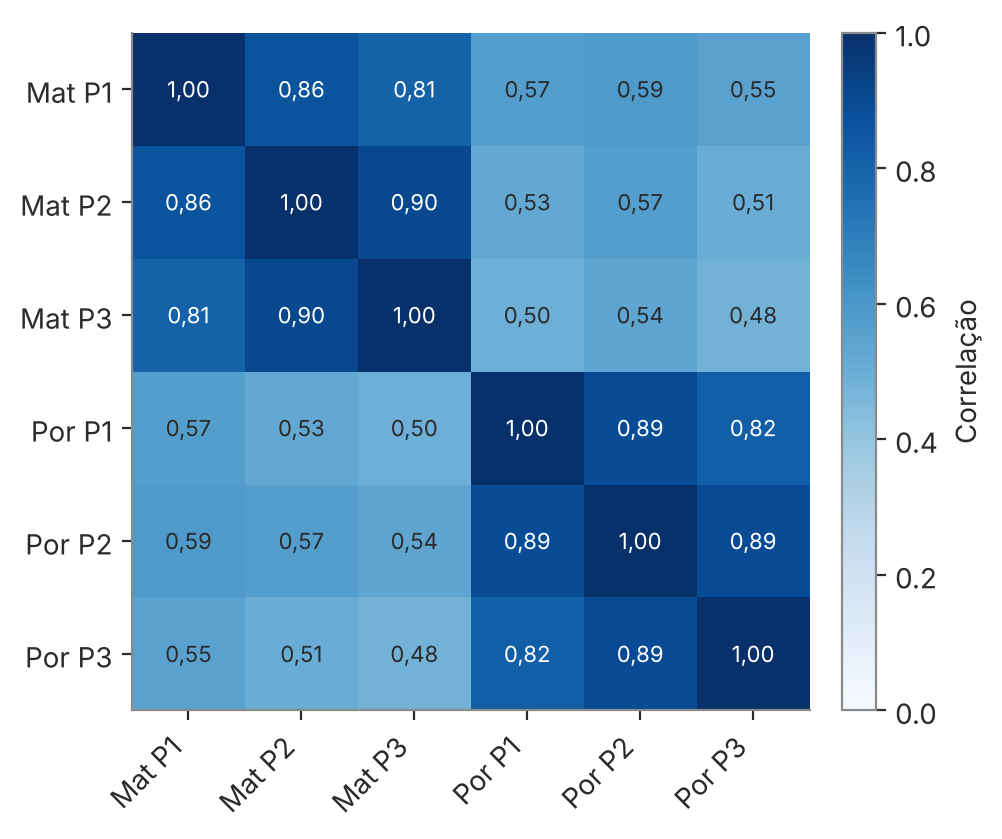 Mat P1 1,00 0,86 0,81 0,57 0,59 0,55
Mat P2 0,86 1,00 0,90 0,53 0,57 0,51
Mat P3 0,81 0,90 1,00 0,50 0,54 0,48
Por P1 0,57 0,53 0,50 1,00 0,89 0,82
Por P2 0,59 0,57 0,54 0,89 1,00 0,89
Por P3 0,55 0,51 0,48 0,82 0,89 1,00
Mat P1 Mat P2 Mat P3 Por P1 Por P2 Por P3
1.0
0.8
0.6
0.4
0.2
0.0
Correlação